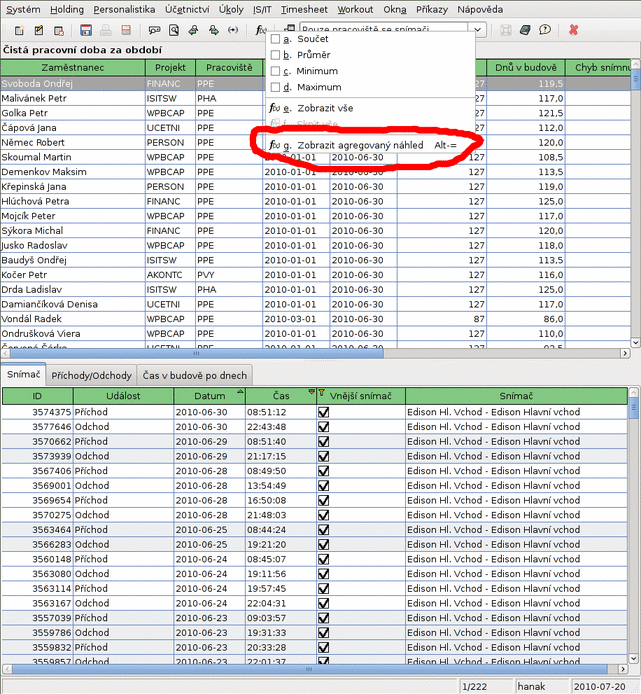 Systém Holding Personalistika Účetnictví Úkoly IS/IT Timesheet Workout Okna Příkazy Nápověda
Čistá pracovní doba za období
a. Součet
b. Průměr
c. Minimum
d. Maximum
f(x) e. Zobrazit vše
f(x) g. Zobrazit agregovaný náhled Alt-=
Zaměstnanec Projekt Pracoviště Dnů v budově Chyb snímnu
Svoboda Ondřej FINANC PPE 27 119,5
Malivánek Petr ISITSW PHA 27 117,0
Golka Petr WPBCAP PPE 27 121,5
Čápová Jana UCETNI PPE 27 112,0
Němec Robert PERSON PPE 27 120,0
Skoumal Martin WPBCAP PPE 2010-01-01 2010-06-30 127 108,5
Demenkov Maksim WPBCAP PPE 2010-01-01 2010-06-30 127 113,5
Křepinská Jana PERSON PPE 2010-01-01 2010-06-30 127 119,0
Hlúchová Petra FINANC PPE 2010-01-01 2010-06-30 127 125,0
Mojcík Peter WPBCAP PPE 2010-01-01 2010-06-30 127 117,0
Sýkora Michal FINANC PPE 2010-01-01 2010-06-30 127 120,0
Jusko Radoslav WPBCAP PPE 2010-01-01 2010-06-30 127 118,0
Baudyš Ondřej ISITSW PPE 2010-01-01 2010-06-30 127 113,5
Kočer Petr AKONTC PVY 2010-01-01 2010-06-30 127 116,0
Drda Ladislav ISITSW PHA 2010-01-01 2010-06-30 127 125,0
Damiančíková Denisa UCETNI PPE 2010-01-01 2010-06-30 127 117,0
Vondál Radek WPBCAP PPE 2010-03-01 2010-06-30 87 86,0
Ondrušková Viera WPBCAP PPE 2010-01-01 2010-06-30 127 110,0
Snímač Příchody/Odchody Čas v budově po dnech
ID Událost Datum Čas Vnější snímač Snímač
3574375 Příchod 2010-06-30 08:51:12 Edison Hl. Vchod - Edison Hlavní vchod
3577646 Odchod 2010-06-30 22:43:48 Edison Hl. Vchod - Edison Hlavní vchod
3570662 Příchod 2010-06-29 08:51:40 Edison Hl. Vchod - Edison Hlavní vchod
3573939 Odchod 2010-06-29 21:17:15 Edison Hl. Vchod - Edison Hlavní vchod
3567406 Příchod 2010-06-28 08:49:50 Edison Hl. Vchod - Edison Hlavní vchod
3569001 Odchod 2010-06-28 13:54:49 Edison Hl. Vchod - Edison Hlavní vchod
3569654 Příchod 2010-06-28 16:50:08 Edison Hl. Vchod - Edison Hlavní vchod
3570275 Odchod 2010-06-28 21:48:03 Edison Hl. Vchod - Edison Hlavní vchod
3563464 Příchod 2010-06-25 08:44:24 Edison Hl. Vchod - Edison Hlavní vchod
3566283 Odchod 2010-06-25 19:21:20 Edison Hl. Vchod - Edison Hlavní vchod
3560148 Příchod 2010-06-24 08:45:07 Edison Hl. Vchod - Edison Hlavní vchod
3563080 Odchod 2010-06-24 19:11:56 Edison Hl. Vchod - Edison Hlavní vchod
3563114 Příchod 2010-06-24 19:57:45 Edison Hl. Vchod - Edison Hlavní vchod
3563167 Odchod 2010-06-24 22:04:31 Edison Hl. Vchod - Edison Hlavní vchod
3557039 Příchod 2010-06-23 09:03:57 Edison Hl. Vchod - Edison Hlavní vchod
3559786 Odchod 2010-06-23 19:31:33 Edison Hl. Vchod - Edison Hlavní vchod
3559832 Příchod 2010-06-23 20:33:28 Edison Hl. Vchod - Edison Hlavní vchod
3559857 Odchod 2010-06-23 22:01:37 Edison Hl. Vchod - Edison Hlavní vchod
1/222 hanak 2010-07-20